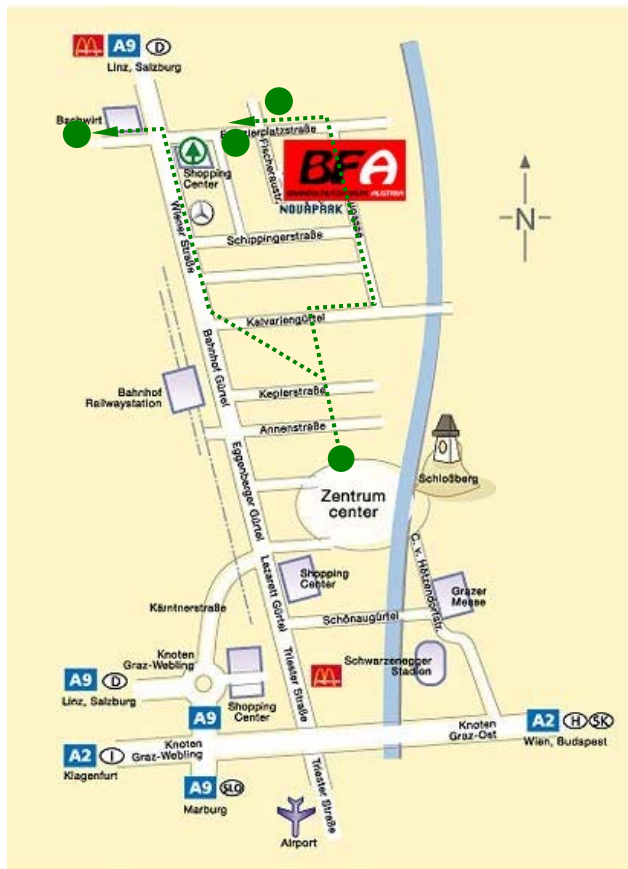 A9 D
Linz, Salzburg
Bachwirt
Shopping
Center
Fischeraustr.
BFA
AUSTRIA
NOVAPARK
Wiener Straße
Schippingerstraße
N
Kalvariengürtel
Bahnhof Gürtel
Bahnhof
Railwaystation
Keplerstraße
Annenstraße
Eggenberger Gürtel
Schloßberg
Zentrum
center
C. v. Hötzendorfstr.
Lazarett Gürtel
Shopping
Center
Grazer
Messe
Kärntnerstraße
Schönaugürtel
Knoten
Graz-Webling
Schwarzenegger
Stadion
Triester Straße
A9 D
Linz, Salzburg
Shopping
Center
A9
Knoten
Graz-Ost
A2 H SK
Wien, Budapest
A2 I
Klagenfurt
Knoten
Graz-Webling
A9 SLO
Marburg
Triester Straße
Airport